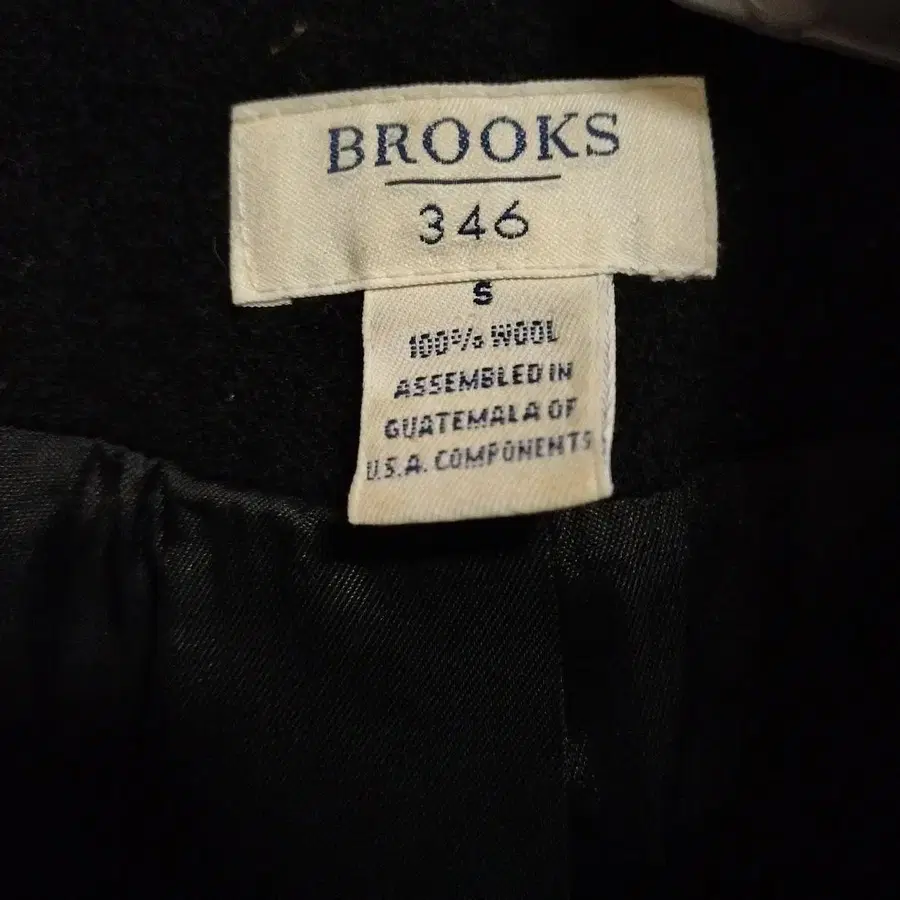 BROOKS
346
S
100% WOOL
ASSEMBLED IN
GUATEMALA OF
U.S.A. COMPONENTS